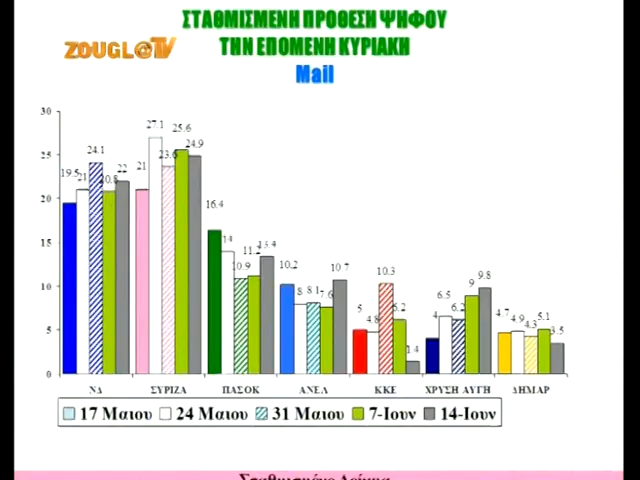 ΣΤΑΘΜΙΣΜΕΝΗ ΠΡΟΘΕΣΗ ΨΗΦΟΥ
ΤΗΝ ΕΠΟΜΕΝΗ ΚΥΡΙΑΚΗ
ZOUGL@TV
Mail
30
25
20
15
10
5
0
19.5 21 24.1 20.8 22
21 27.1 23.6 25.6 24.9
16.4 14 10.9 11.2 13.4
10.2 8 8.1 7.6 10.7
5 4.8 10.3 6.2 1.4
4 6.5 6.2 9 9.8
4.7 4.9 4.3 5.1 3.5
ΝΔ ΣΥΡΙΖΑ ΠΑΣΟΚ ΑΝΕΛ ΚΚΕ ΧΡΥΣΗ ΑΥΓΗ ΔΗΜΑΡ
17 Μαιου 24 Μαιου 31 Μαιου 7-Ιουν 14-Ιουν